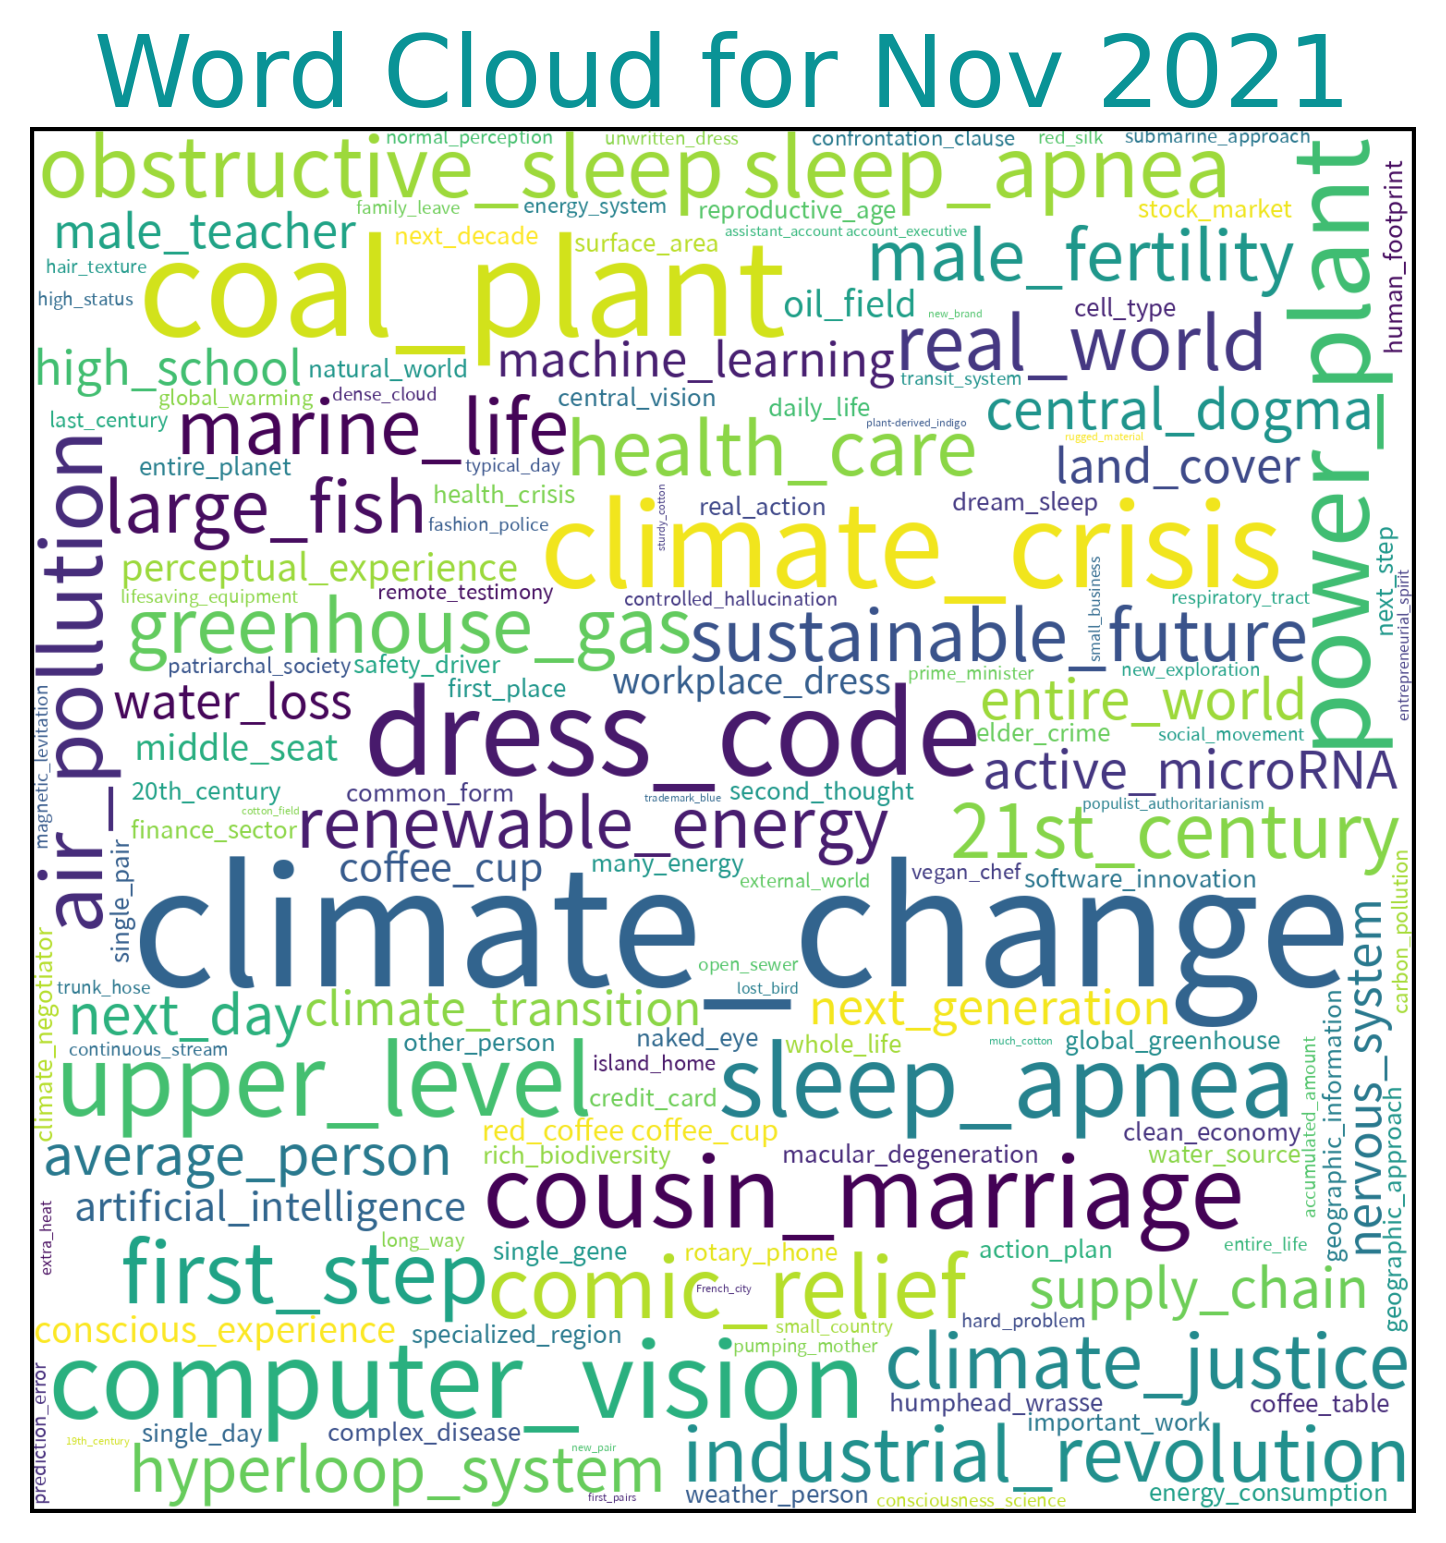 Word Cloud for Nov 2021
normal_perception
unwritten_dress
confrontation_clause
red_silk
submarine_approach
obstructive_sleep
sleep_apnea
power_plant
human_footprint
family_leave
energy_system
reproductive_age
stock_market
male_teacher
next_decade
surface_area
assistant_account
account_executive
male_fertility
hair_texture
high_status
coal_plant
oil_field
new_brand
cell_type
real_world
high_school
natural_world
machine_learning
transit_system
global_warming
dense_cloud
central_vision
daily_life
central_dogma
last_century
marine_life
plant-derived_indigo
rugged_material
health_care
entire_planet
typical_day
land_cover
air_pollution
large_fish
health_crisis
fashion_police
sturdy_cotton
real_action
dream_sleep
climate_crisis
next_step
perceptual_experience
lifesaving_equipment
remote_testimony
controlled_hallucination
small_business
respiratory_tract
entrepreneurial_spirit
greenhouse_gas
sustainable_future
patriarchal_society
safety_driver
first_place
workplace_dress
prime_minister
new_exploration
water_loss
dress_code
entire_world
magnetic_levitation
middle_seat
elder_crime
social_movement
active_microRNA
20th_century
common_form
trademark_blue
second_thought
populist_authoritarianism
cotton_field
finance_sector
renewable_energy
21st_century
single_pair
coffee_cup
many_energy
external_world
vegan_chef
software_innovation
carbon_pollution
climate_change
nervous_system
climate_negotiator
open_sewer
trunk_hose
lost_bird
next_day
climate_transition
next_generation
continuous_stream
other_person
naked_eye
whole_life
much_cotton
global_greenhouse
geographic_information
island_home
upper_level
credit_card
sleep_apnea
accumulated_amount
geographic_approach
red_coffee
coffee_cup
clean_economy
average_person
rich_biodiversity
macular_degeneration
water_source
artificial_intelligence
cousin_marriage
extra_heat
long_way
single_gene
rotary_phone
action_plan
entire_life
first_step
comic_relief
French_city
supply_chain
conscious_experience
specialized_region
small_country
hard_problem
pumping_mother
computer_vision
climate_justice
prediction_error
humphead_wrasse
coffee_table
19th_century
single_day
complex_disease
important_work
new_pair
hyperloop_system
industrial_revolution
first_pairs
weather_person
consciousness_science
energy_consumption